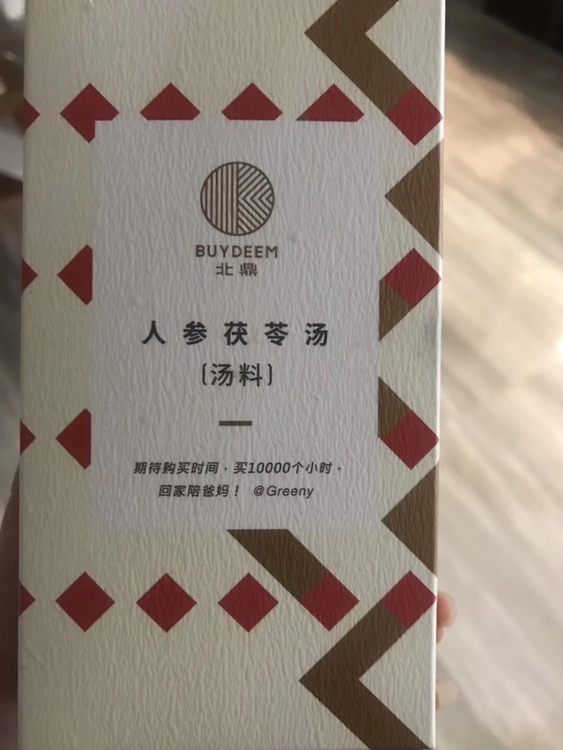 BUYDEEM
北鼎
人参茯苓汤
〔汤料〕
期待购买时间·买10000个小时·
回家陪爸妈！ @Greeny